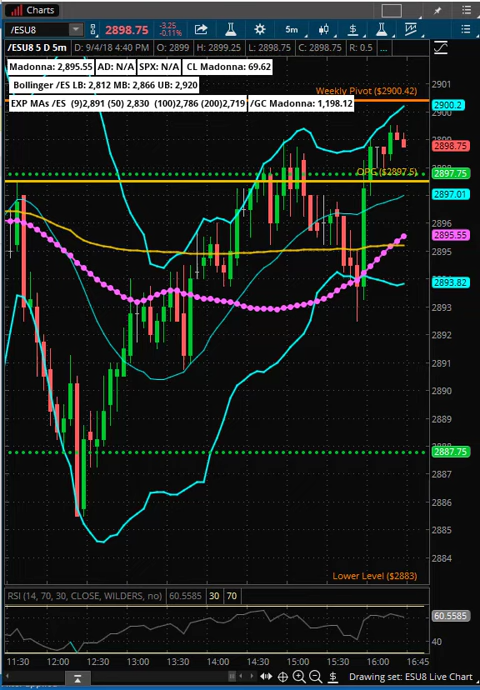 Charts
/ESU8 2898.75 -3.25 -0.11% 5m
/ESU8 5 D 5m D: 9/4/18 4:40 PM O: 2899 H: 2899.25 L: 2898.75 C: 2898.75 R: 0.5 ...
Madonna: 2,895.55 AD: N/A SPX: N/A CL Madonna: 69.62
Bollinger /ES LB: 2,812 MB: 2,866 UB: 2,920
EXP MAs /ES (9)2,891 (50) 2,830 (100)2,786 (200)2,719 /GC Madonna: 1,198.12
Weekly Pivot ($2900.42)
2901
2900.2
2898.75
OPG ($2897.5)
2897.75
2897.01
2896
2895.55
2895
2893.82
2893
2892
2891
2890
2889
2888
2887.75
2887
2886
2885
2884
Lower Level ($2883)
RSI (14, 70, 30, CLOSE, WILDERS, no) 60.5585 30 70
60.5585
40
11:30 12:00 12:30 13:00 13:30 14:00 14:30 15:00 15:30 16:00 16:45
Drawing set: ESU8 Live Chart